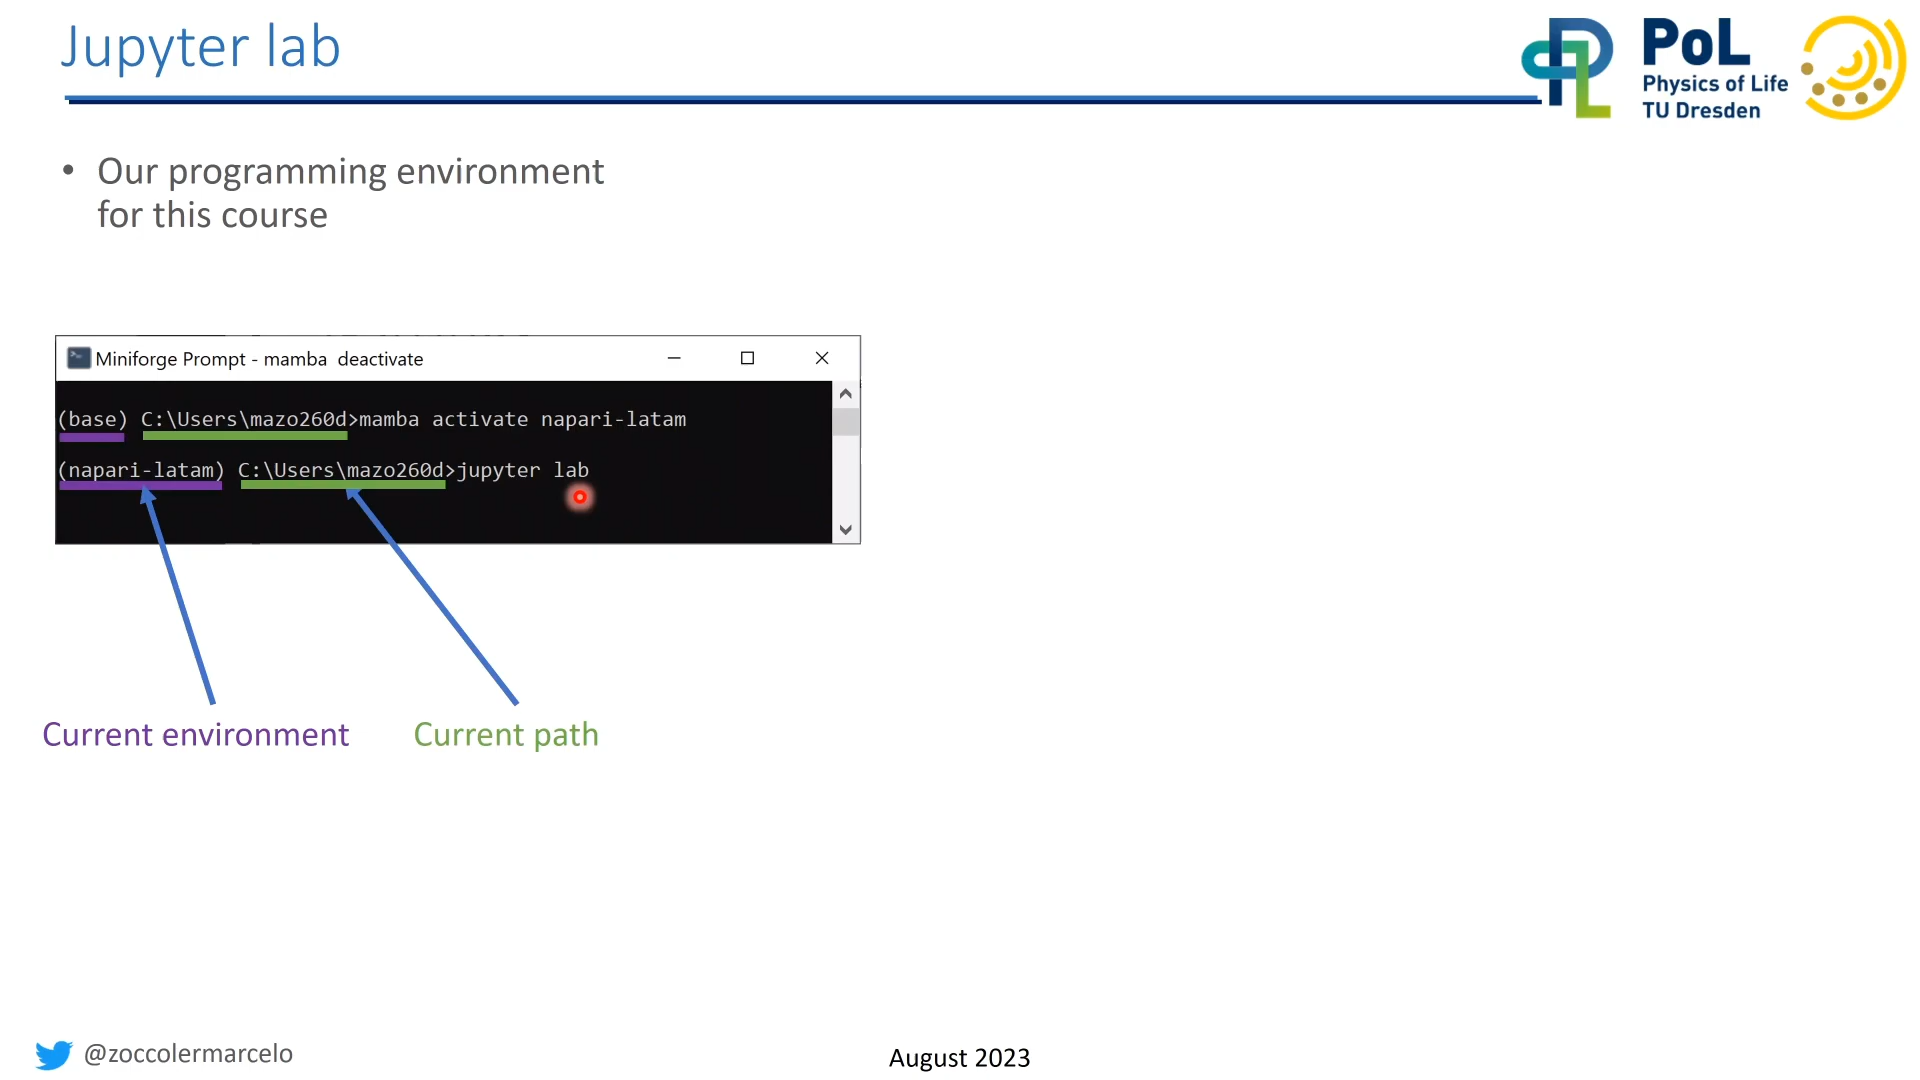 Jupyter lab
PoL
Physics of Life
TU Dresden
• Our programming environment
for this course
Miniforge Prompt - mamba  deactivate
(base) C:\Users\mazo260d>mamba activate napari-latam
(napari-latam) C:\Users\mazo260d>jupyter lab
Current environment
Current path
@zoccolermarcelo
August 2023